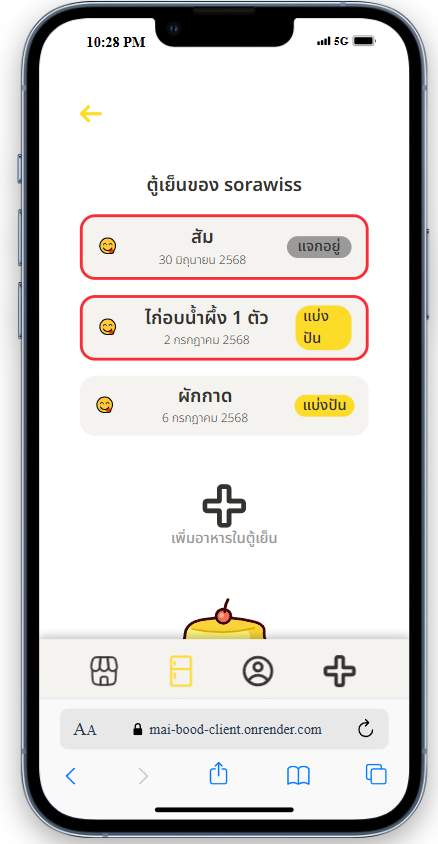 10:28 PM
5G
ตู้เย็นของ sorawiss
ส้ม
30 มิถุนายน 2568
แจกอยู่
ไก่อบน้ำผึ้ง 1 ตัว
2 กรกฎาคม 2568
แบ่ง
ปัน
ผักกาด
6 กรกฎาคม 2568
แบ่งปัน
เพิ่มอาหารในตู้เย็น
AA
mai-bood-client.onrender.com